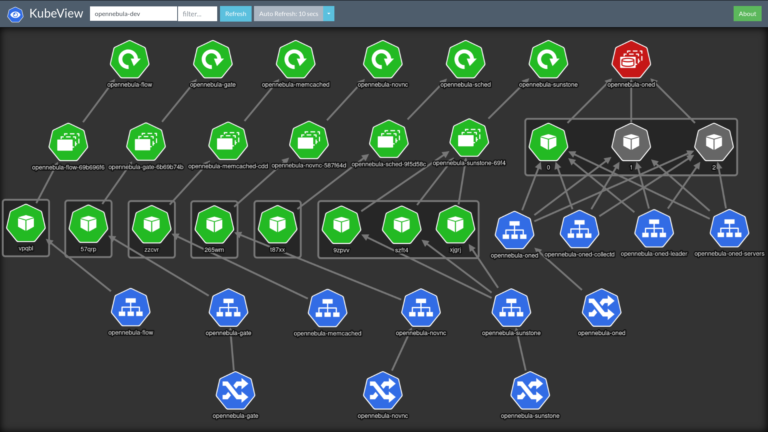 KubeView
opennebula-dev
filter...
Refresh
Auto Refresh: 10 secs
About
opennebula-flow
opennebula-gate
opennebula-memcached
opennebula-novnc
opennebula-sched
opennebula-sunstone
opennebula-oned
opennebula-flow-69b696f6
opennebula-gate-6b69b74b
opennebula-memcached-cdd
opennebula-novnc-587f64d
opennebula-sched-9f5d58c
opennebula-sunstone-69f4
0
1
2
vpqbl
57qrp
zzcvr
265wm
t87xx
9zpvv
szft4
xjgrj
opennebula-oned
opennebula-oned-collectd
opennebula-oned-leader
opennebula-oned-servers
opennebula-flow
opennebula-gate
opennebula-memcached
opennebula-novnc
opennebula-sunstone
opennebula-oned
opennebula-gate
opennebula-novnc
opennebula-sunstone